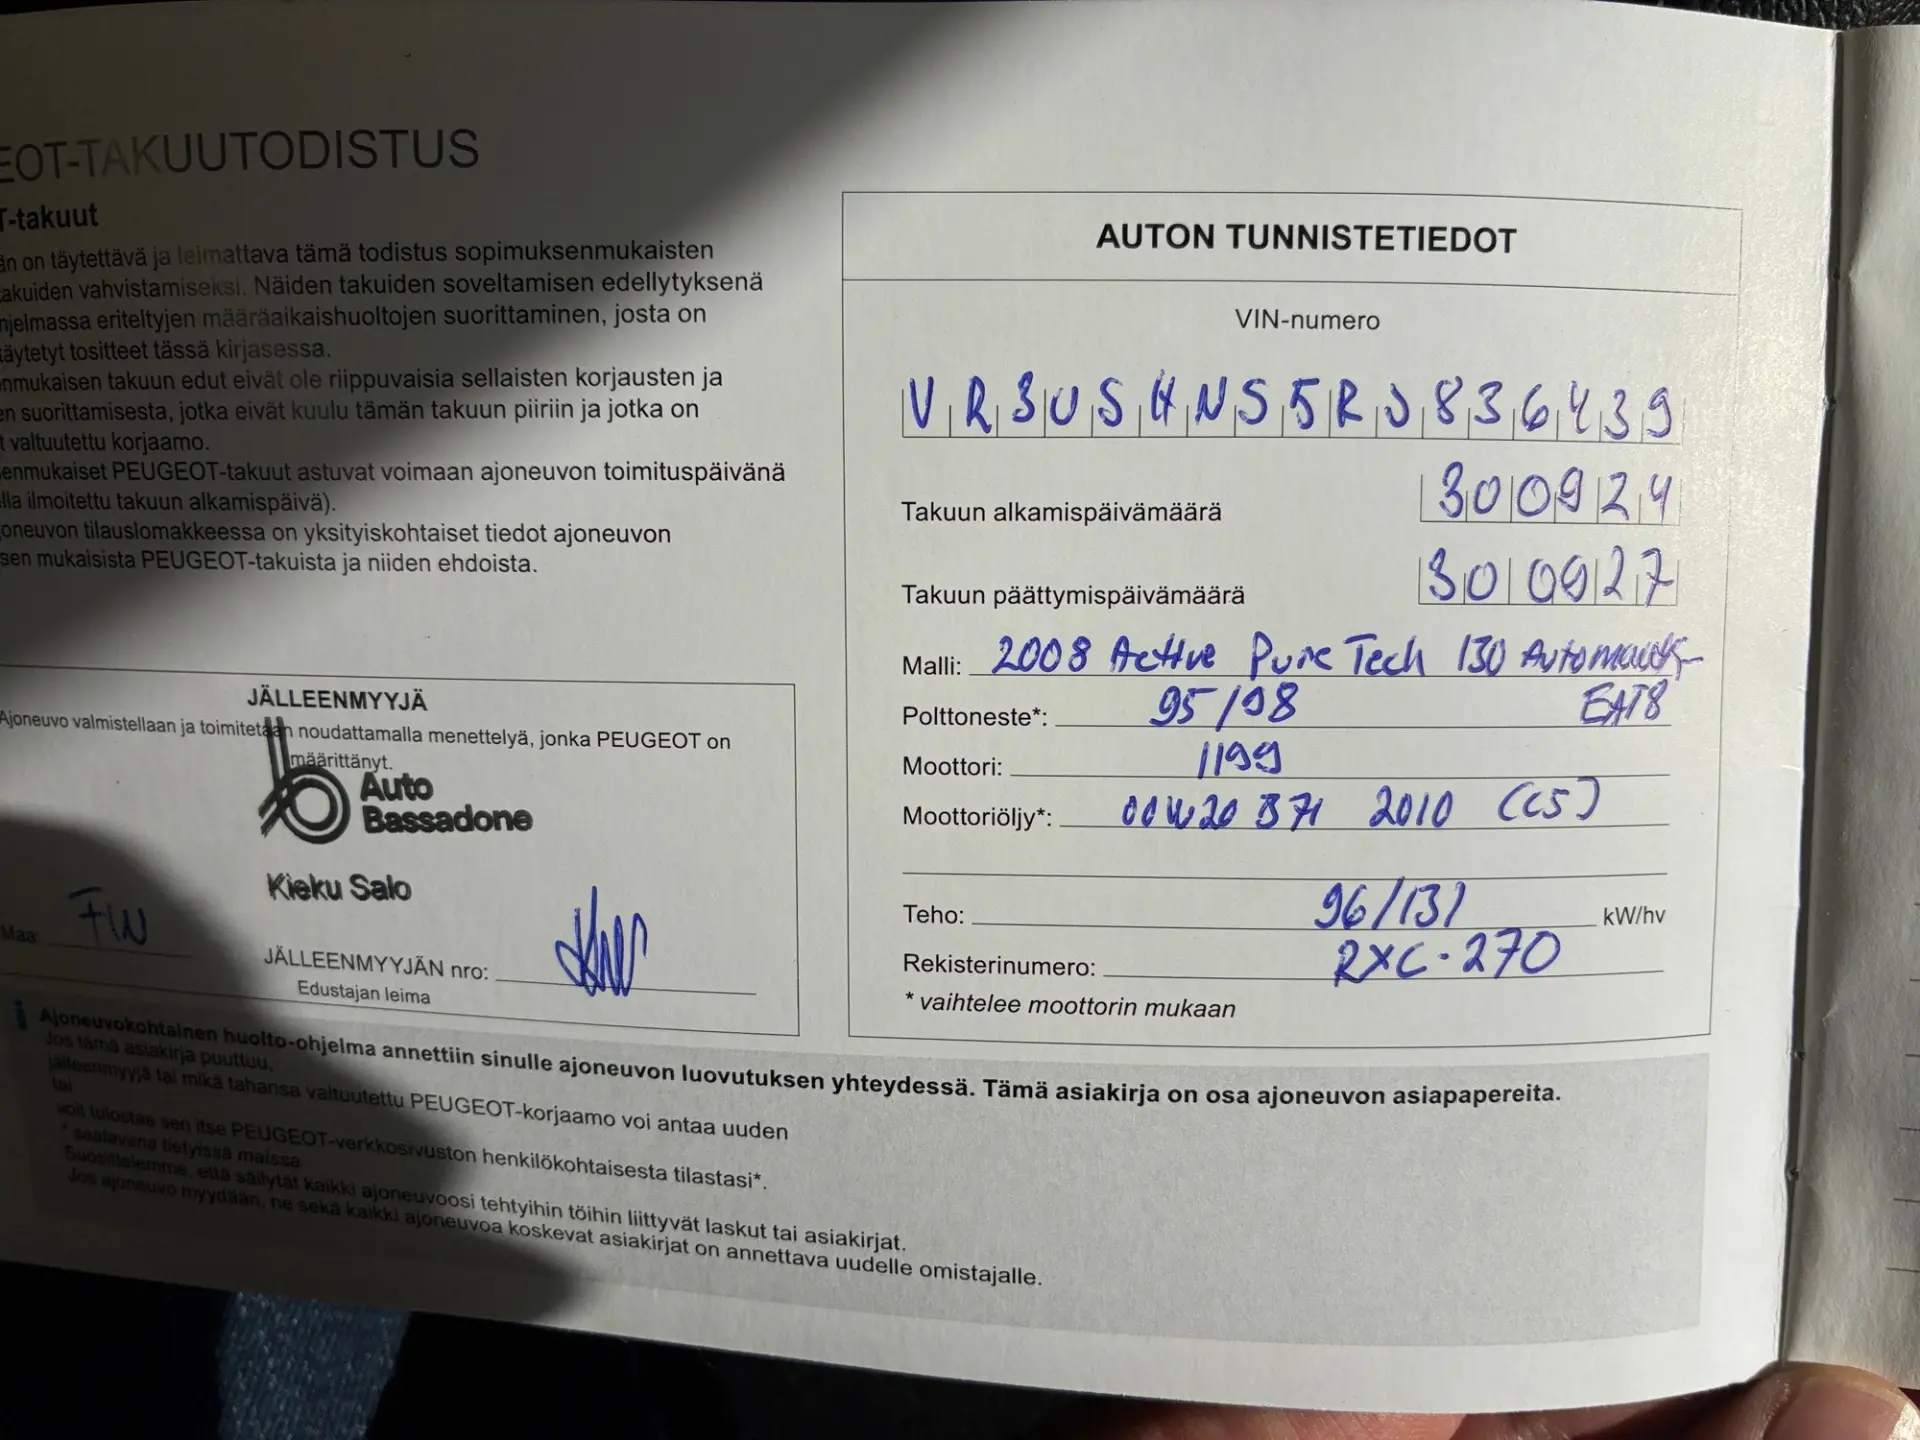 EOT-TAKUUTODISTUS
T-takuut
än on täytettävä ja leimattava tämä todistus sopimuksenmukaisten
akuiden vahvistamiseksi. Näiden takuiden soveltamisen edellytyksenä
njelmassa eriteltyjen määräaikaishuoltojen suorittaminen, josta on
täytetyt tositteet tässä kirjasessa.
nmukaisen takuun edut eivät ole riippuvaisia sellaisten korjausten ja
en suorittamisesta, jotka eivät kuulu tämän takuun piiriin ja jotka on
t valtuutettu korjaamo.
enmukaiset PEUGEOT-takuut astuvat voimaan ajoneuvon toimituspäivänä
lla ilmoitettu takuun alkamispäivä).
oneuvon tilauslomakkeessa on yksityiskohtaiset tiedot ajoneuvon
sen mukaisista PEUGEOT-takuista ja niiden ehdoista.
JÄLLEENMYYJÄ
Ajoneuvo valmistellaan ja toimitetaan noudattamalla menettelyä, jonka PEUGEOT on
määrittänyt.
Auto
Bassadone
Kieku Salo
Maa: FIN
JÄLLEENMYYJÄN nro:
Edustajan leima
AUTON TUNNISTETIEDOT
VIN-numero
VR3USHNS5RJ836439
Takuun alkamispäivämäärä 300924
Takuun päättymispäivämäärä 300927
Malli: 2008 Active PureTech 130 Automaatti-
Polttoneste*: 95/98 EAT8
Moottori: 1199
Moottoriöljy*: 00W20 B71 2010 (C5)
Teho: 96/131 kW/hv
Rekisterinumero: RXC-270
* vaihtelee moottorin mukaan
Ajoneuvokohtainen huolto-ohjelma annettiin sinulle ajoneuvon luovutuksen yhteydessä. Tämä asiakirja on osa ajoneuvon asiapapereita.
Jos tämä asiakirja puuttuu,
jälleenmyyjä tai mikä tahansa valtuutettu PEUGEOT-korjaamo voi antaa uuden
tai
voit tulostaa sen itse PEUGEOT-verkkosivuston henkilökohtaisesta tilastasi*.
* saatavana tietyissä maissa
Suosittelemme, että säilytät kaikki ajoneuvoosi tehtyihin töihin liittyvät laskut tai asiakirjat.
Jos ajoneuvo myydään, ne sekä kaikki ajoneuvoa koskevat asiakirjat on annettava uudelle omistajalle.